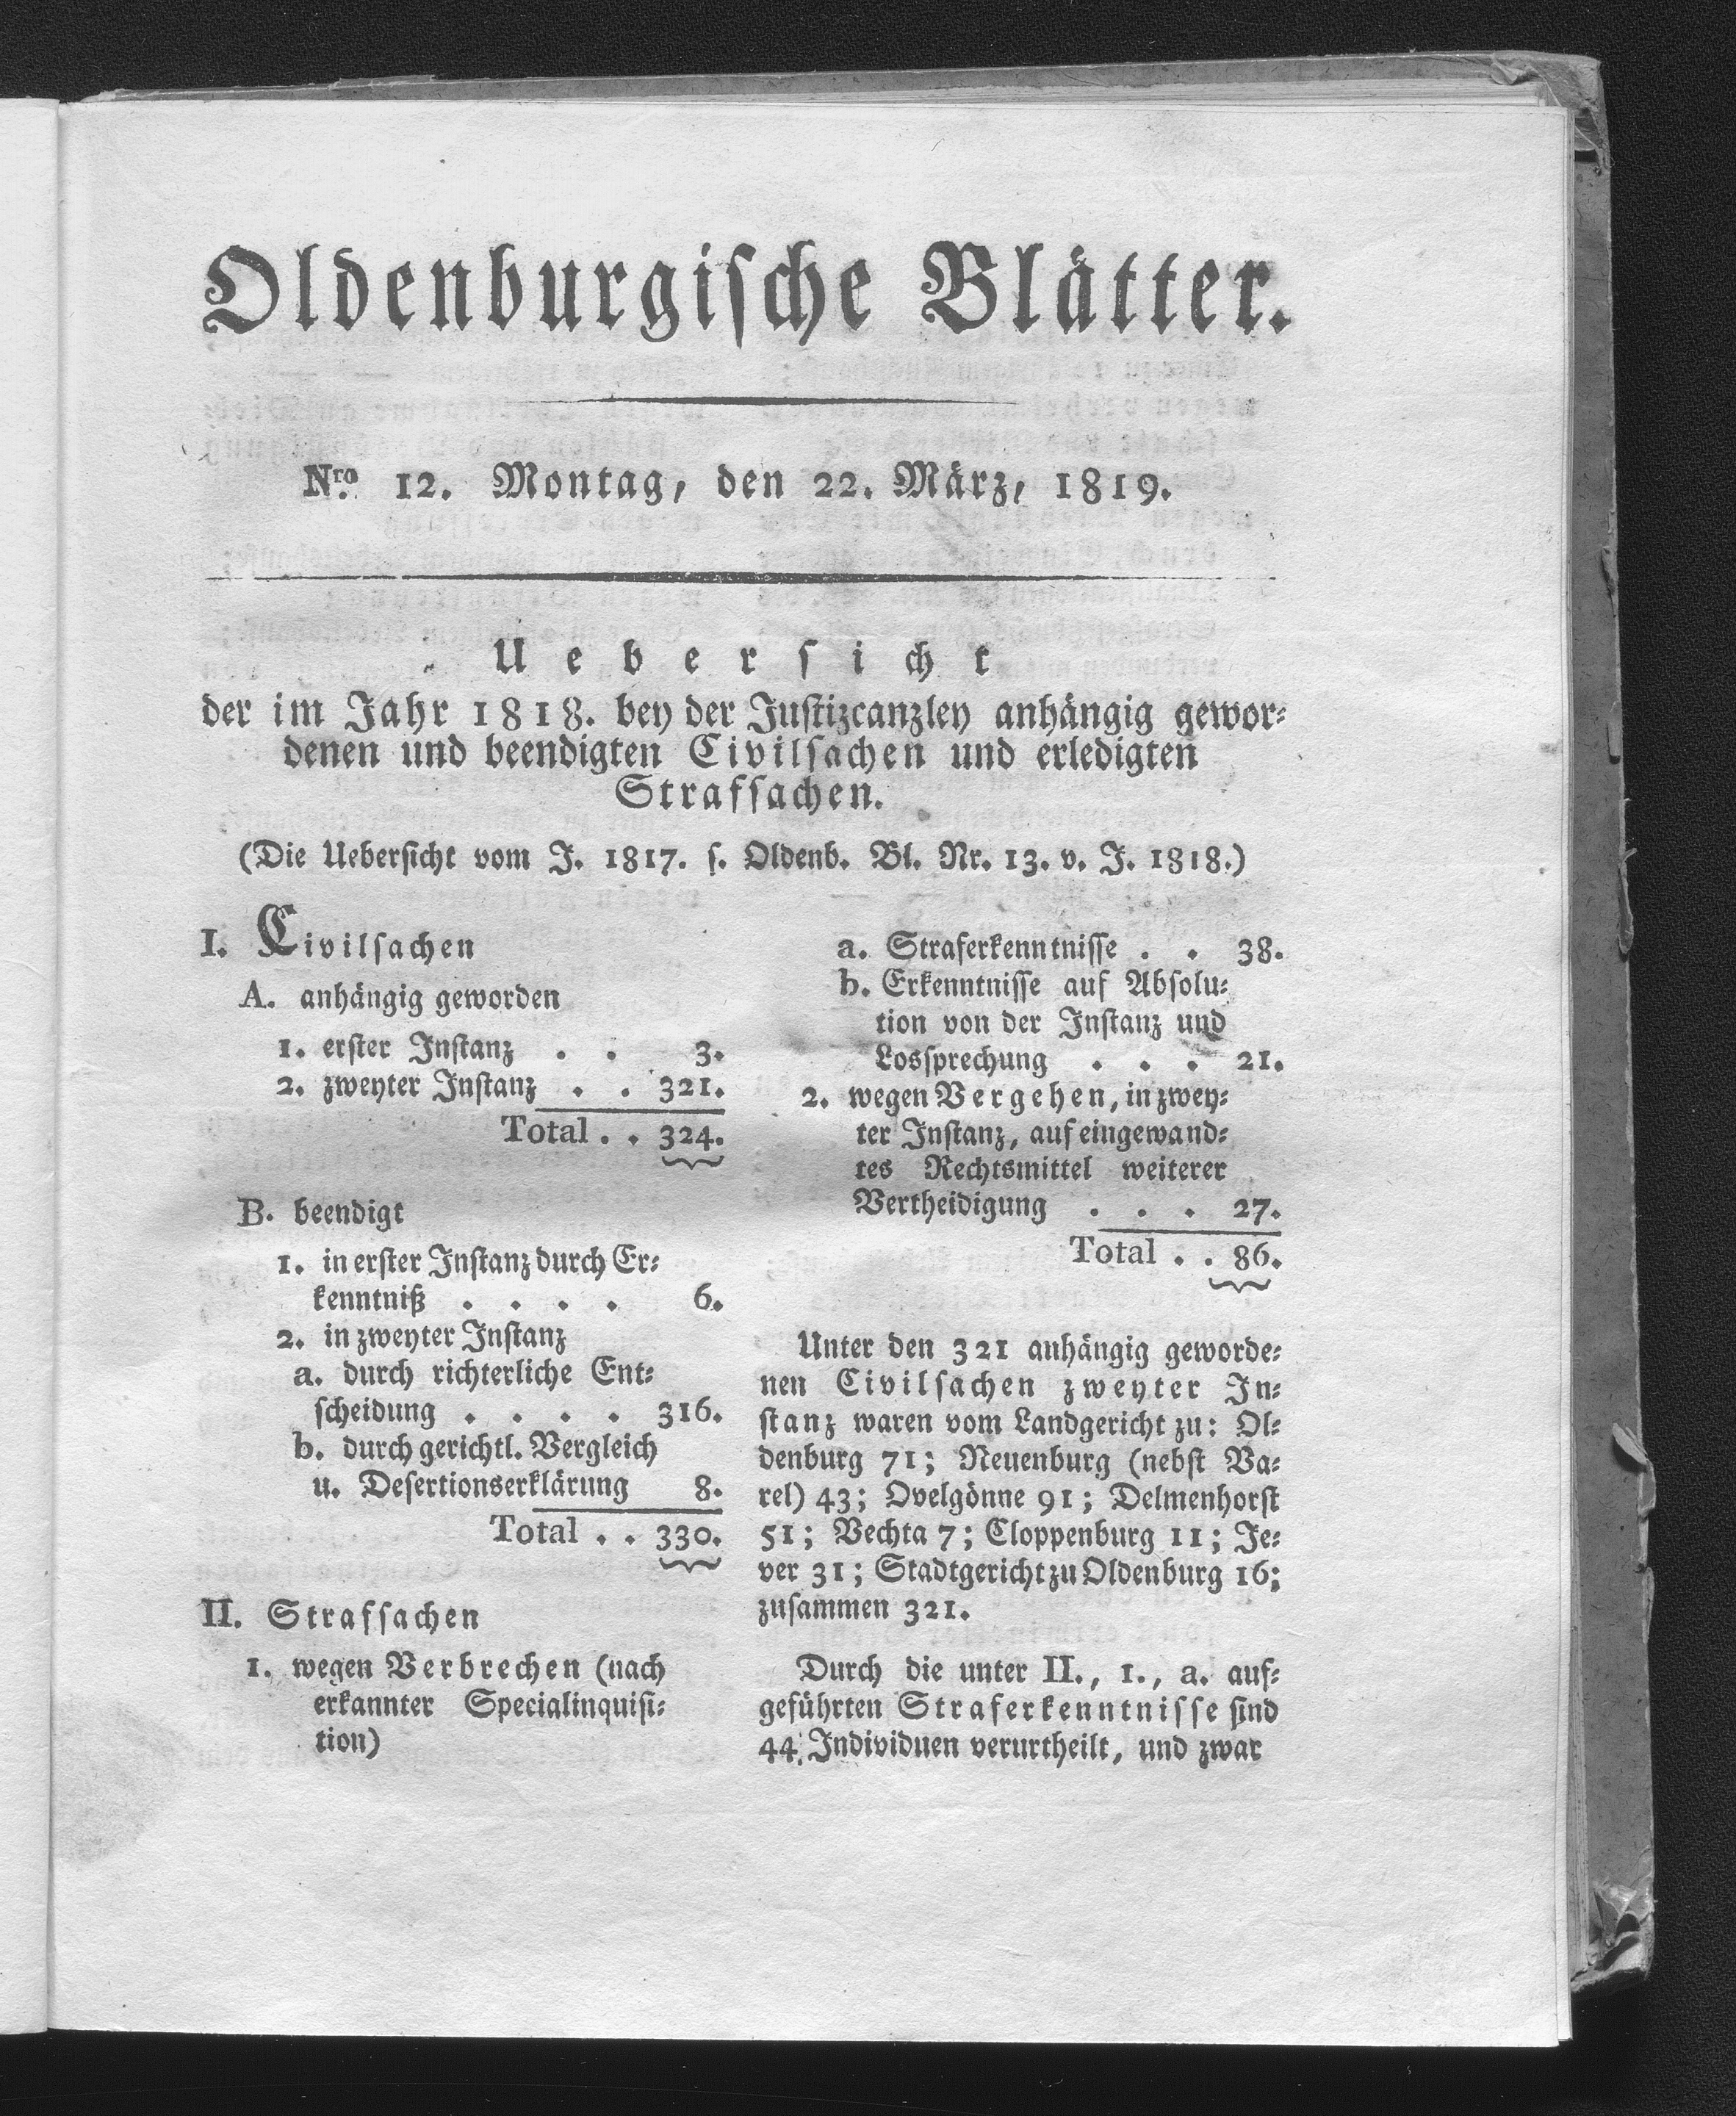 Oldenburgische Blätter.
Nro. 12. Montag, den 22. März, 1819.
Uebersicht
der im Jahr 1818. bey der Justizcanzley anhängig gewor-
denen und beendigten Civilsachen und erledigten
Strafsachen.
(Die Uebersicht vom J. 1817. s. Oldenb. Bl. Nr. 13. v. J. 1818.)
I. Civilsachen
A. anhängig geworden
1. erster Instanz . . 3.
2. zweyter Instanz . . 321.
Total . . 324.
B. beendigt
1. in erster Instanz durch Er-
kenntniß . . . . 6.
2. in zweyter Instanz
a. durch richterliche Ent-
scheidung . . . . 316.
b. durch gerichtl. Vergleich
u. Desertionserklärung 8.
Total . . 330.
II. Strafsachen
1. wegen Verbrechen (nach
erkannter Specialinquisi-
tion)
a. Straferkenntnisse . . 38.
b. Erkenntnisse auf Absolu-
tion von der Instanz und
Lossprechung . . . 21.
2. wegen Vergehen, in zwey-
ter Instanz, auf eingewand-
tes Rechtsmittel weiterer
Vertheidigung . . . 27.
Total . . 86.
Unter den 321 anhängig geworde-
nen Civilsachen zweyter In-
stanz waren vom Landgericht zu: Ol-
denburg 71; Neuenburg (nebst Va-
rel) 43; Ovelgönne 91; Delmenhorst
51; Vechta 7; Cloppenburg 11; Je-
ver 31; Stadtgericht zu Oldenburg 16;
zusammen 321.
Durch die unter II., 1., a. auf-
geführten Straferkenntnisse sind
44. Individuen verurtheilt, und zwar